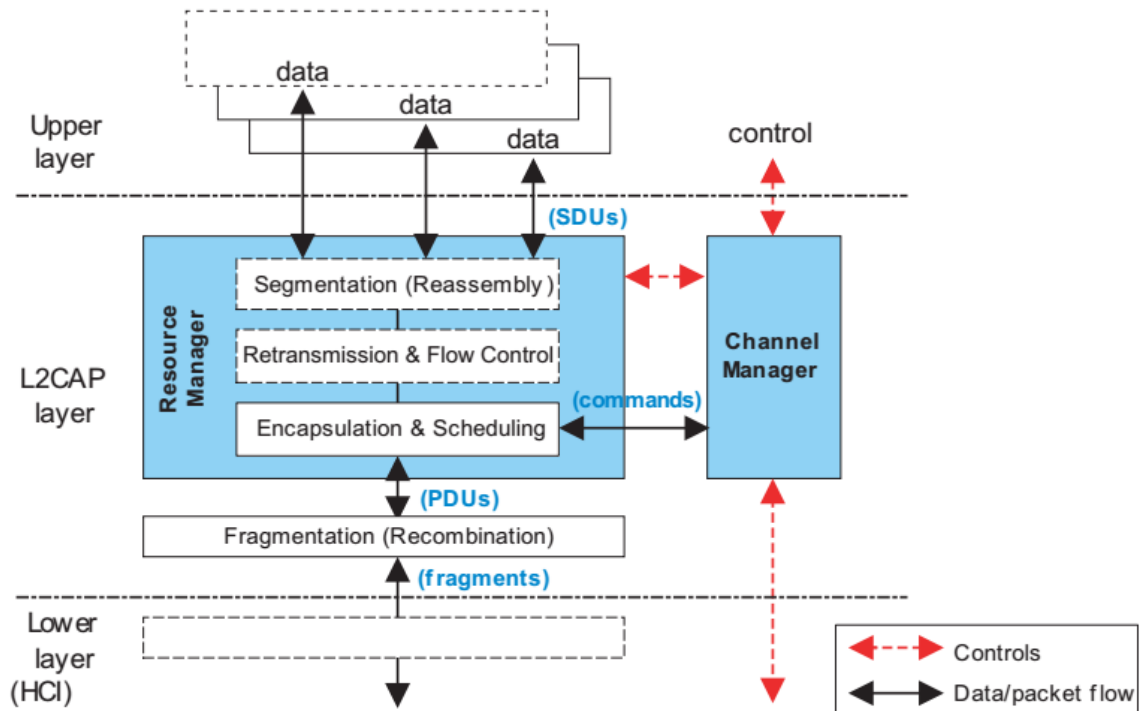 data
data
data
Upper
layer
control
(SDUs)
Segmentation (Reassembly)
Resource
Manager
Retransmission & Flow Control
Channel
Manager
L2CAP
layer
(commands)
Encapsulation & Scheduling
(PDUs)
Fragmentation (Recombination)
(fragments)
Lower
layer
(HCI)
Controls
Data/packet flow